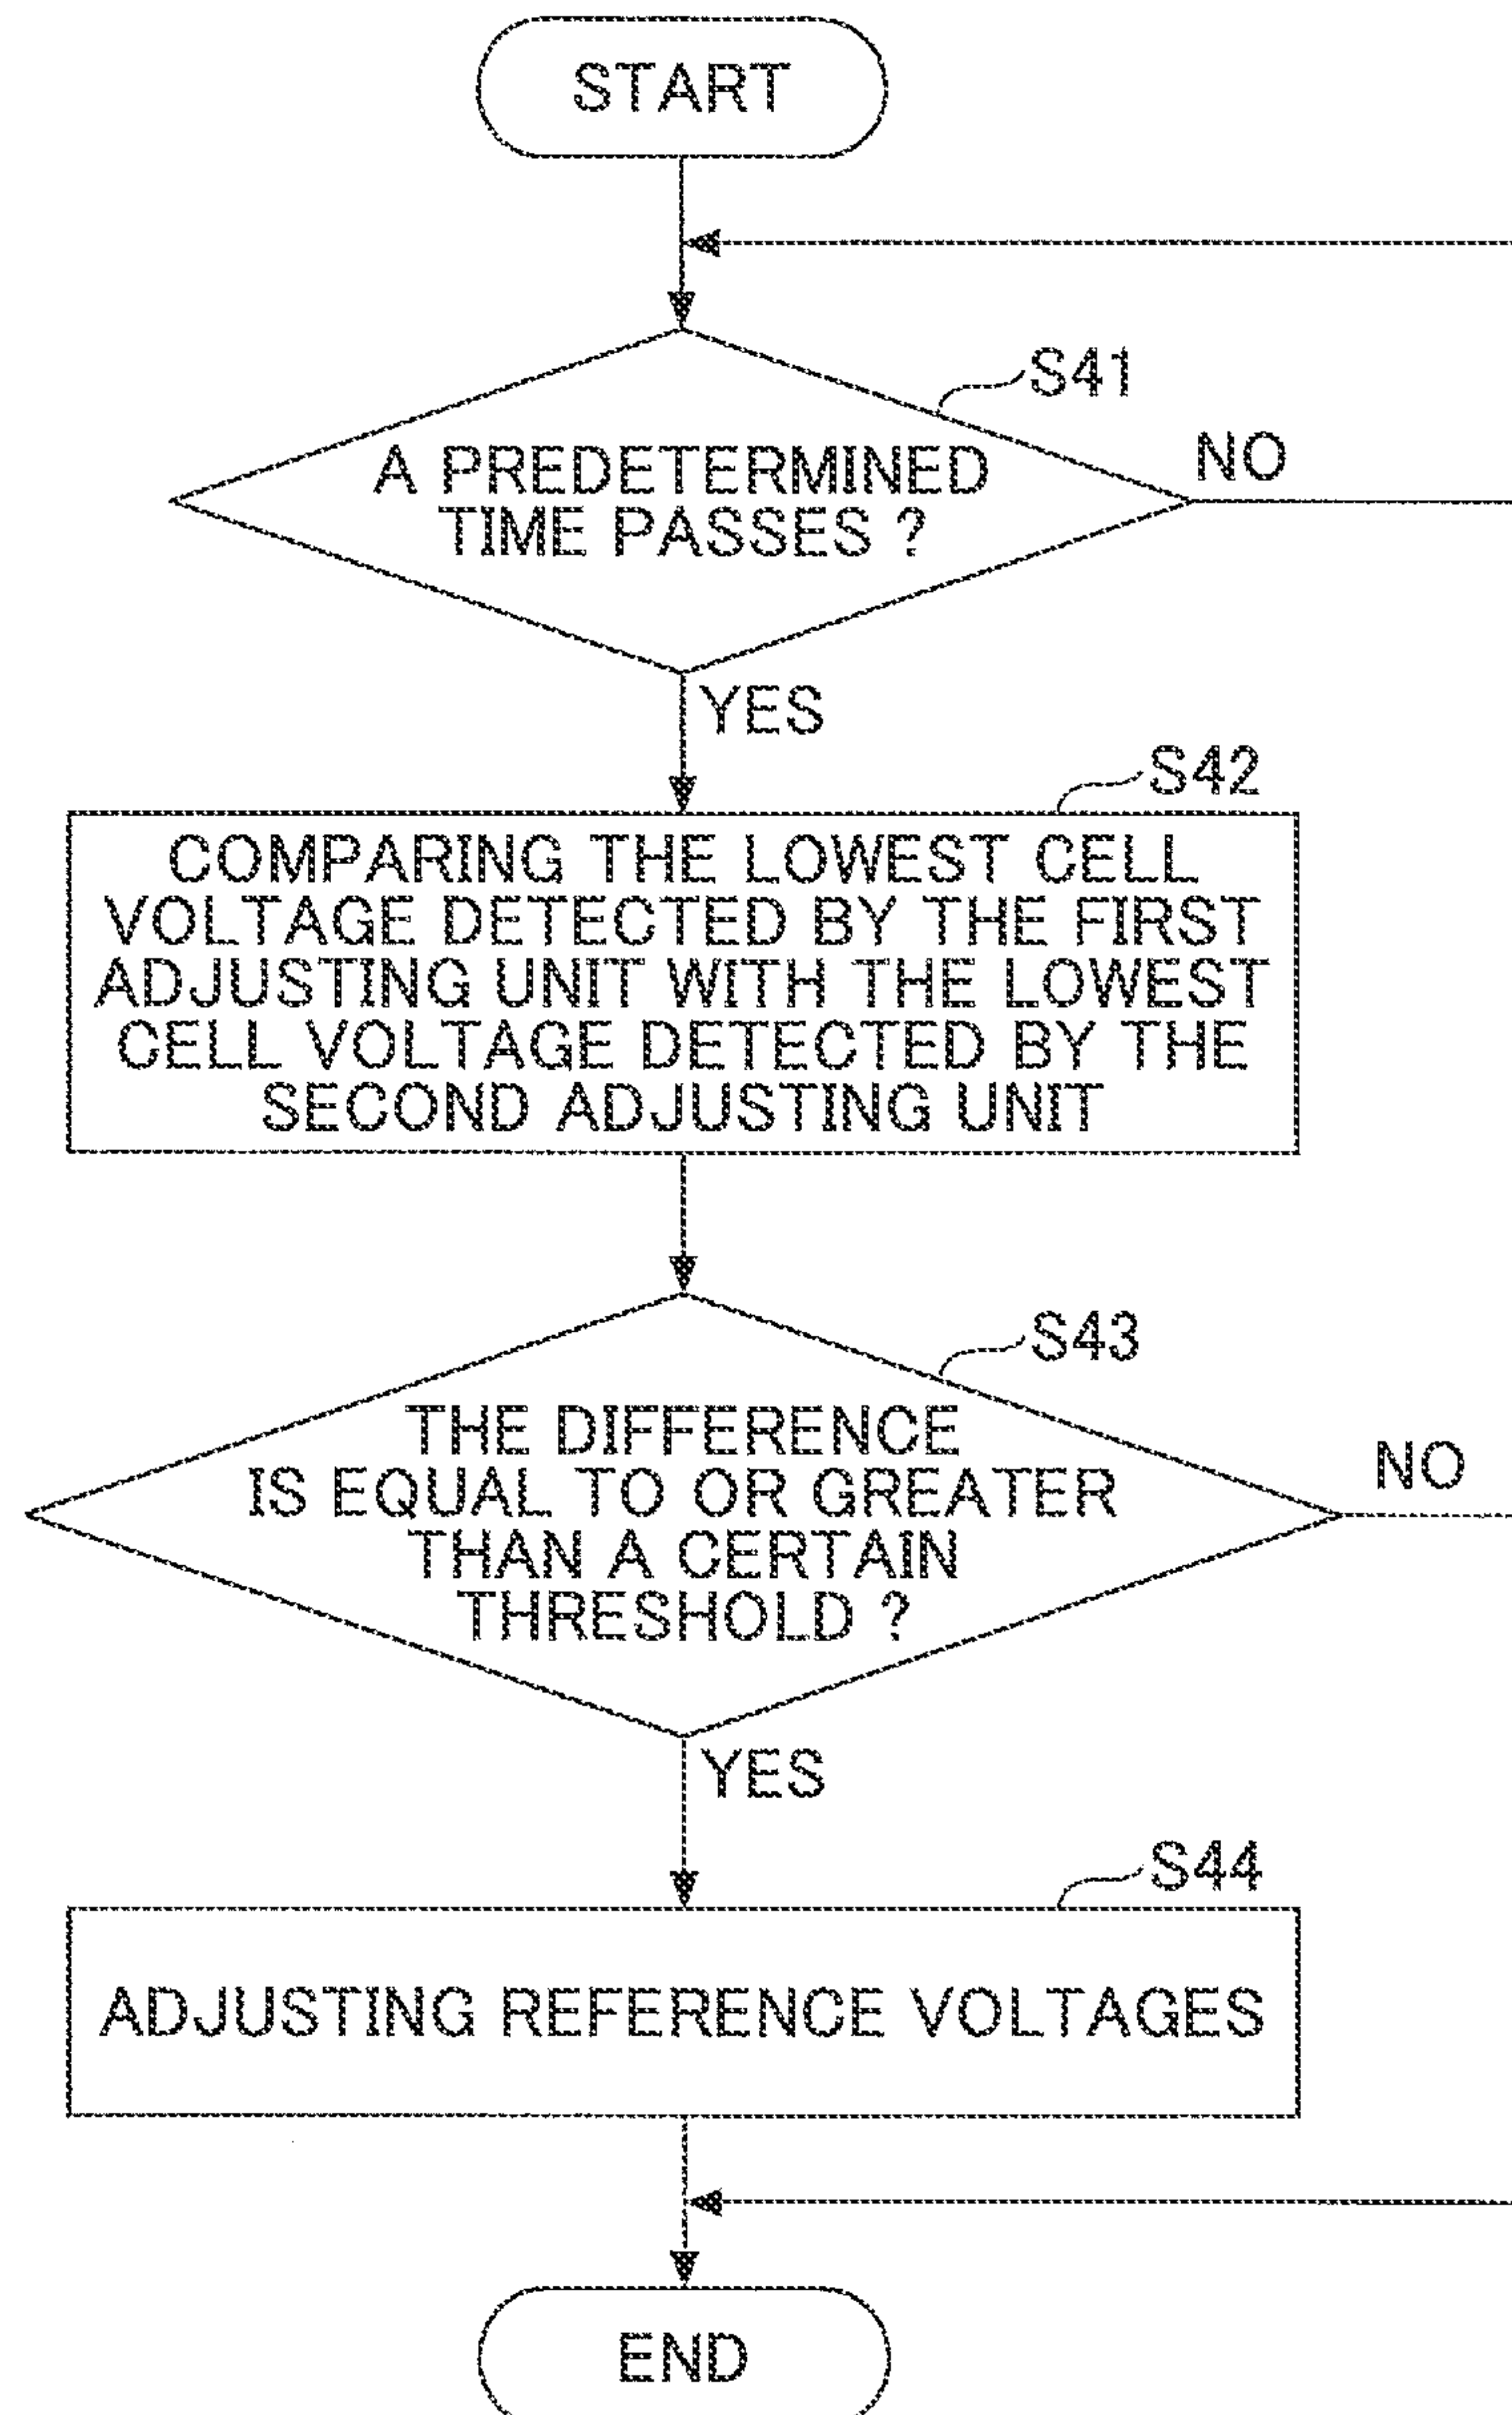 START
S41
A PREDETERMINED
TIME PASSES ?
NO
YES
S42
COMPARING THE LOWEST CELL
VOLTAGE DETECTED BY THE FIRST
ADJUSTING UNIT WITH THE LOWEST
CELL VOLTAGE DETECTED BY THE
SECOND ADJUSTING UNIT
S43
THE DIFFERENCE
IS EQUAL TO OR GREATER
THAN A CERTAIN
THRESHOLD ?
NO
YES
S44
ADJUSTING REFERENCE VOLTAGES
END